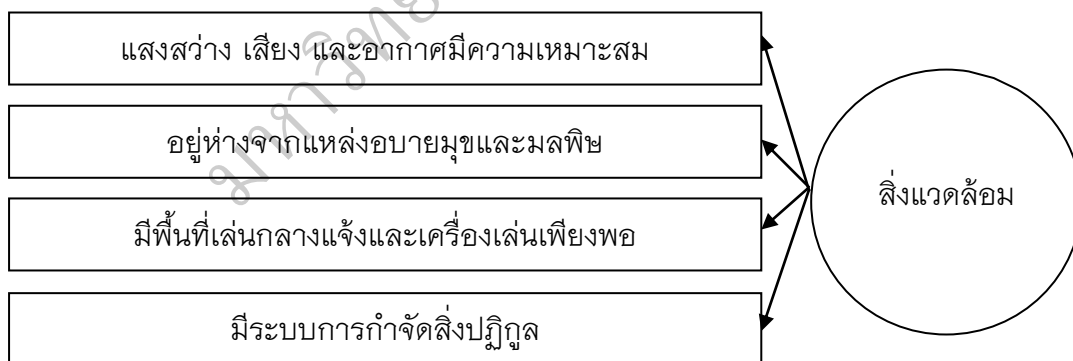 แสงสว่าง เสียง และอากาศมีความเหมาะสม
อยู่ห่างจากแหล่งอบายมุขและมลพิษ
มีพื้นที่เล่นกลางแจ้งและเครื่องเล่นเพียงพอ
มีระบบการกำจัดสิ่งปฏิกูล
สิ่งแวดล้อม